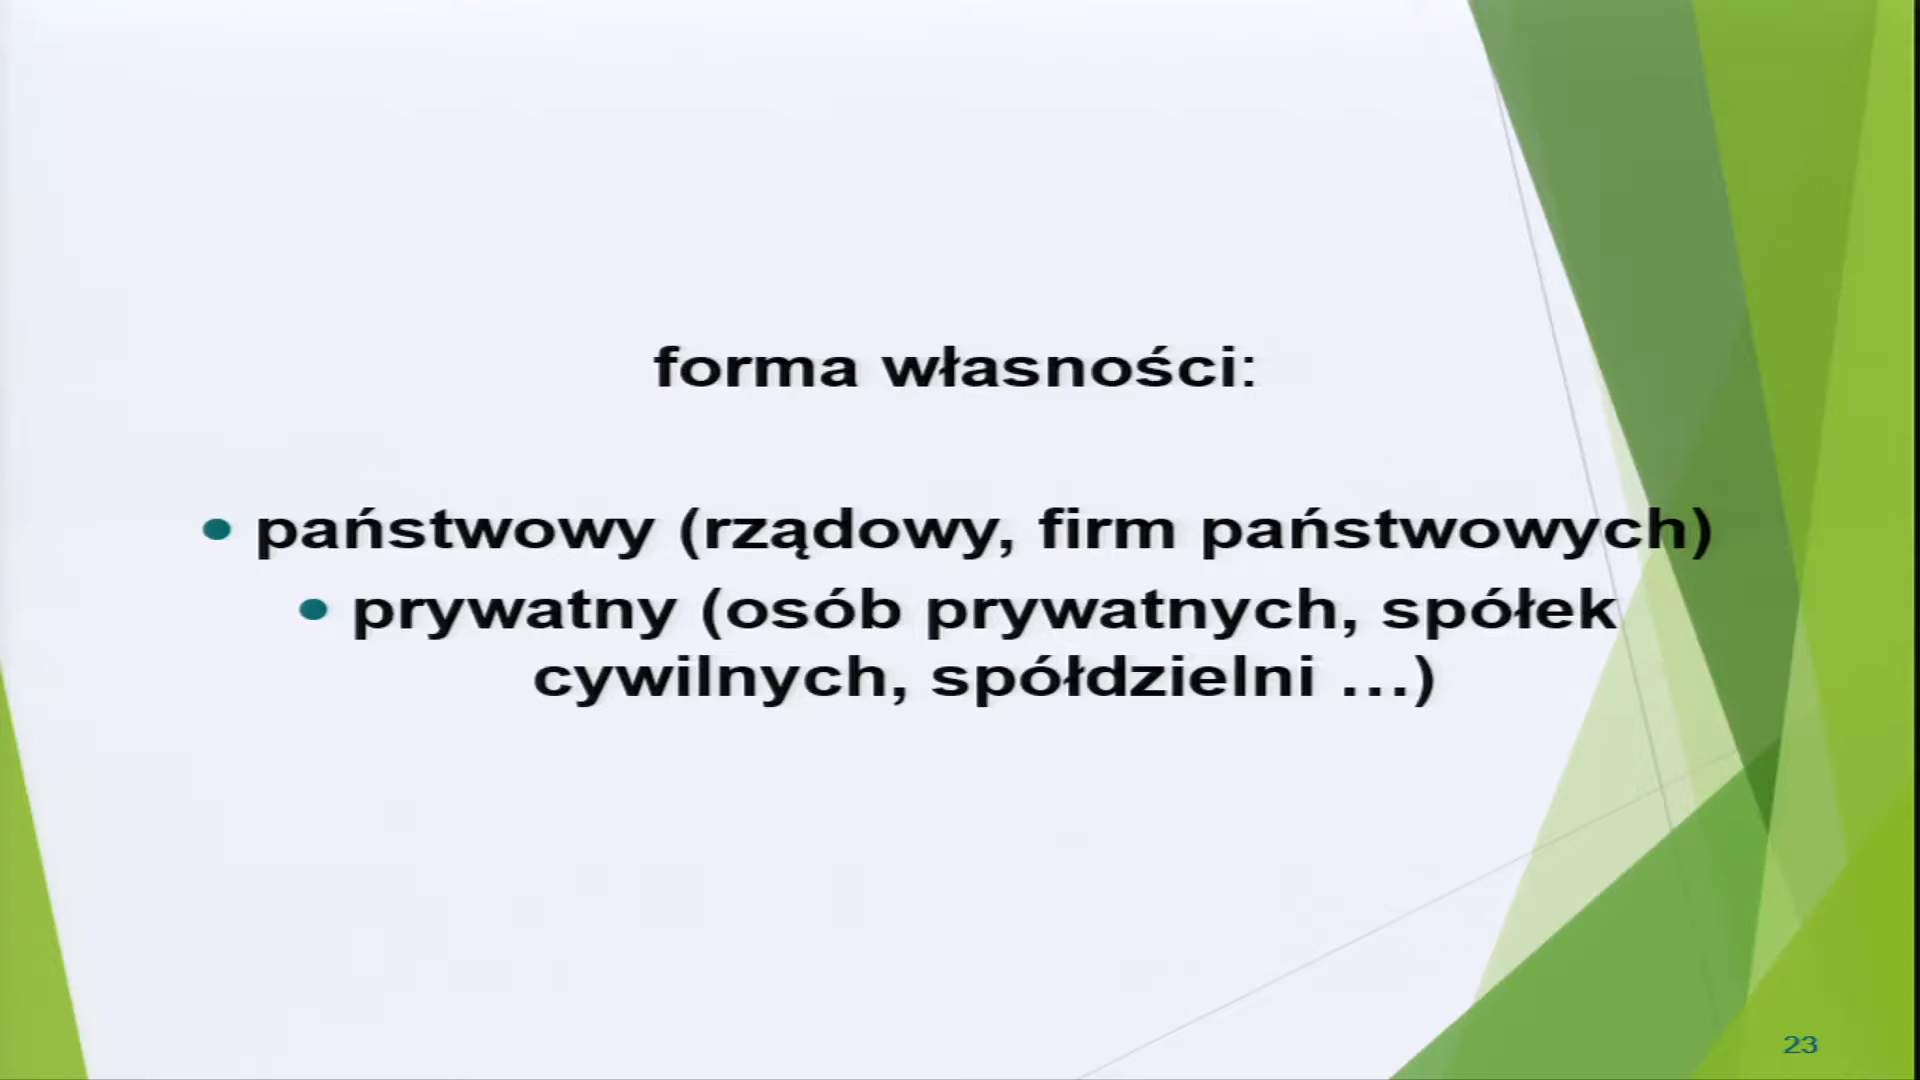 forma własności:
• państwowy (rządowy, firm państwowych)
• prywatny (osób prywatnych, spółek
cywilnych, spółdzielni …)
23